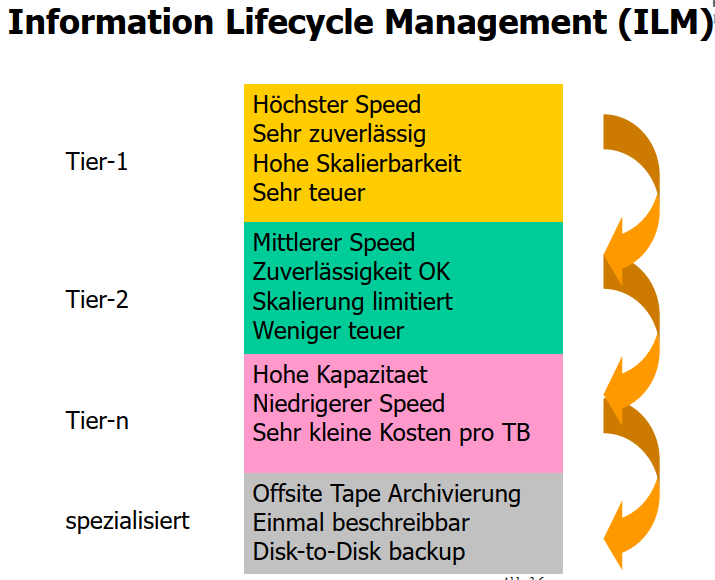 Information Lifecycle Management (ILM)
Tier-1
Höchster Speed
Sehr zuverlässig
Hohe Skalierbarkeit
Sehr teuer
Tier-2
Mittlerer Speed
Zuverlässigkeit OK
Skalierung limitiert
Weniger teuer
Tier-n
Hohe Kapazitaet
Niedrigerer Speed
Sehr kleine Kosten pro TB
spezialisiert
Offsite Tape Archivierung
Einmal beschreibbar
Disk-to-Disk backup